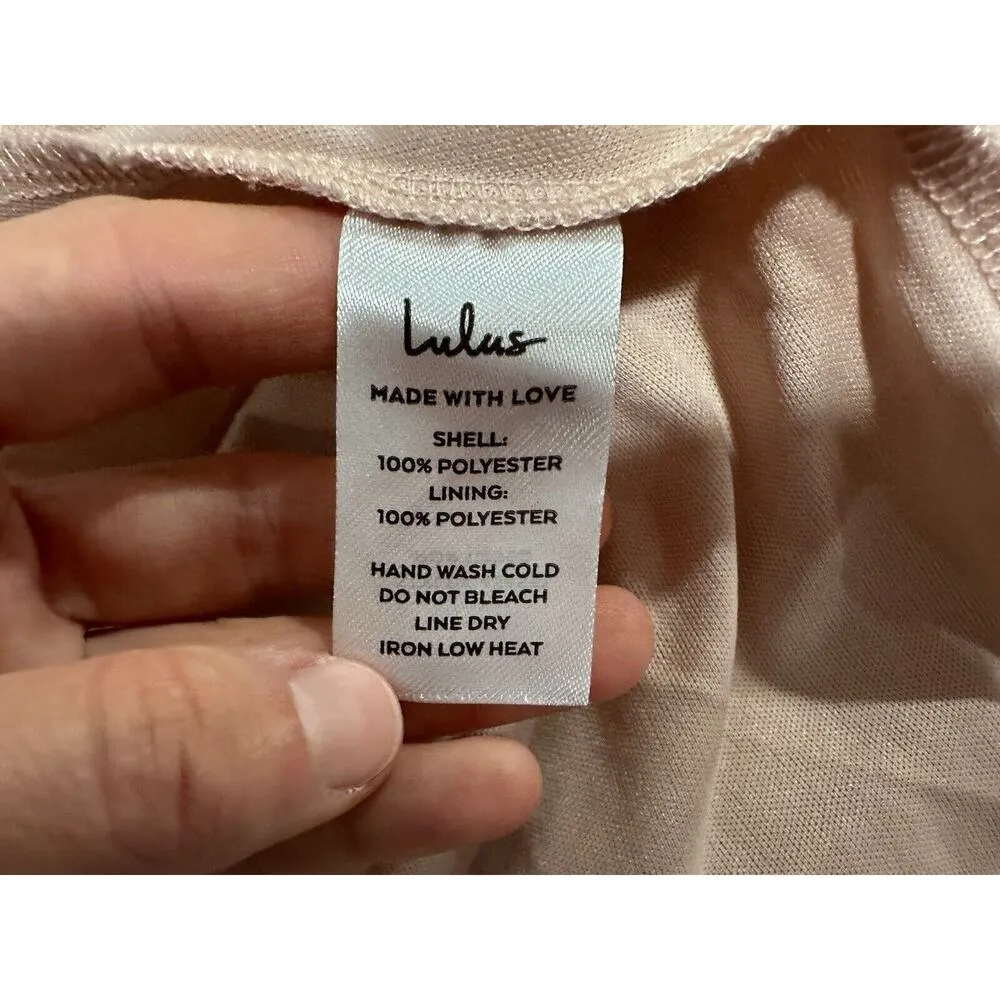 Lulus
MADE WITH LOVE
SHELL:
100% POLYESTER
LINING:
100% POLYESTER
HAND WASH COLD
DO NOT BLEACH
LINE DRY
IRON LOW HEAT